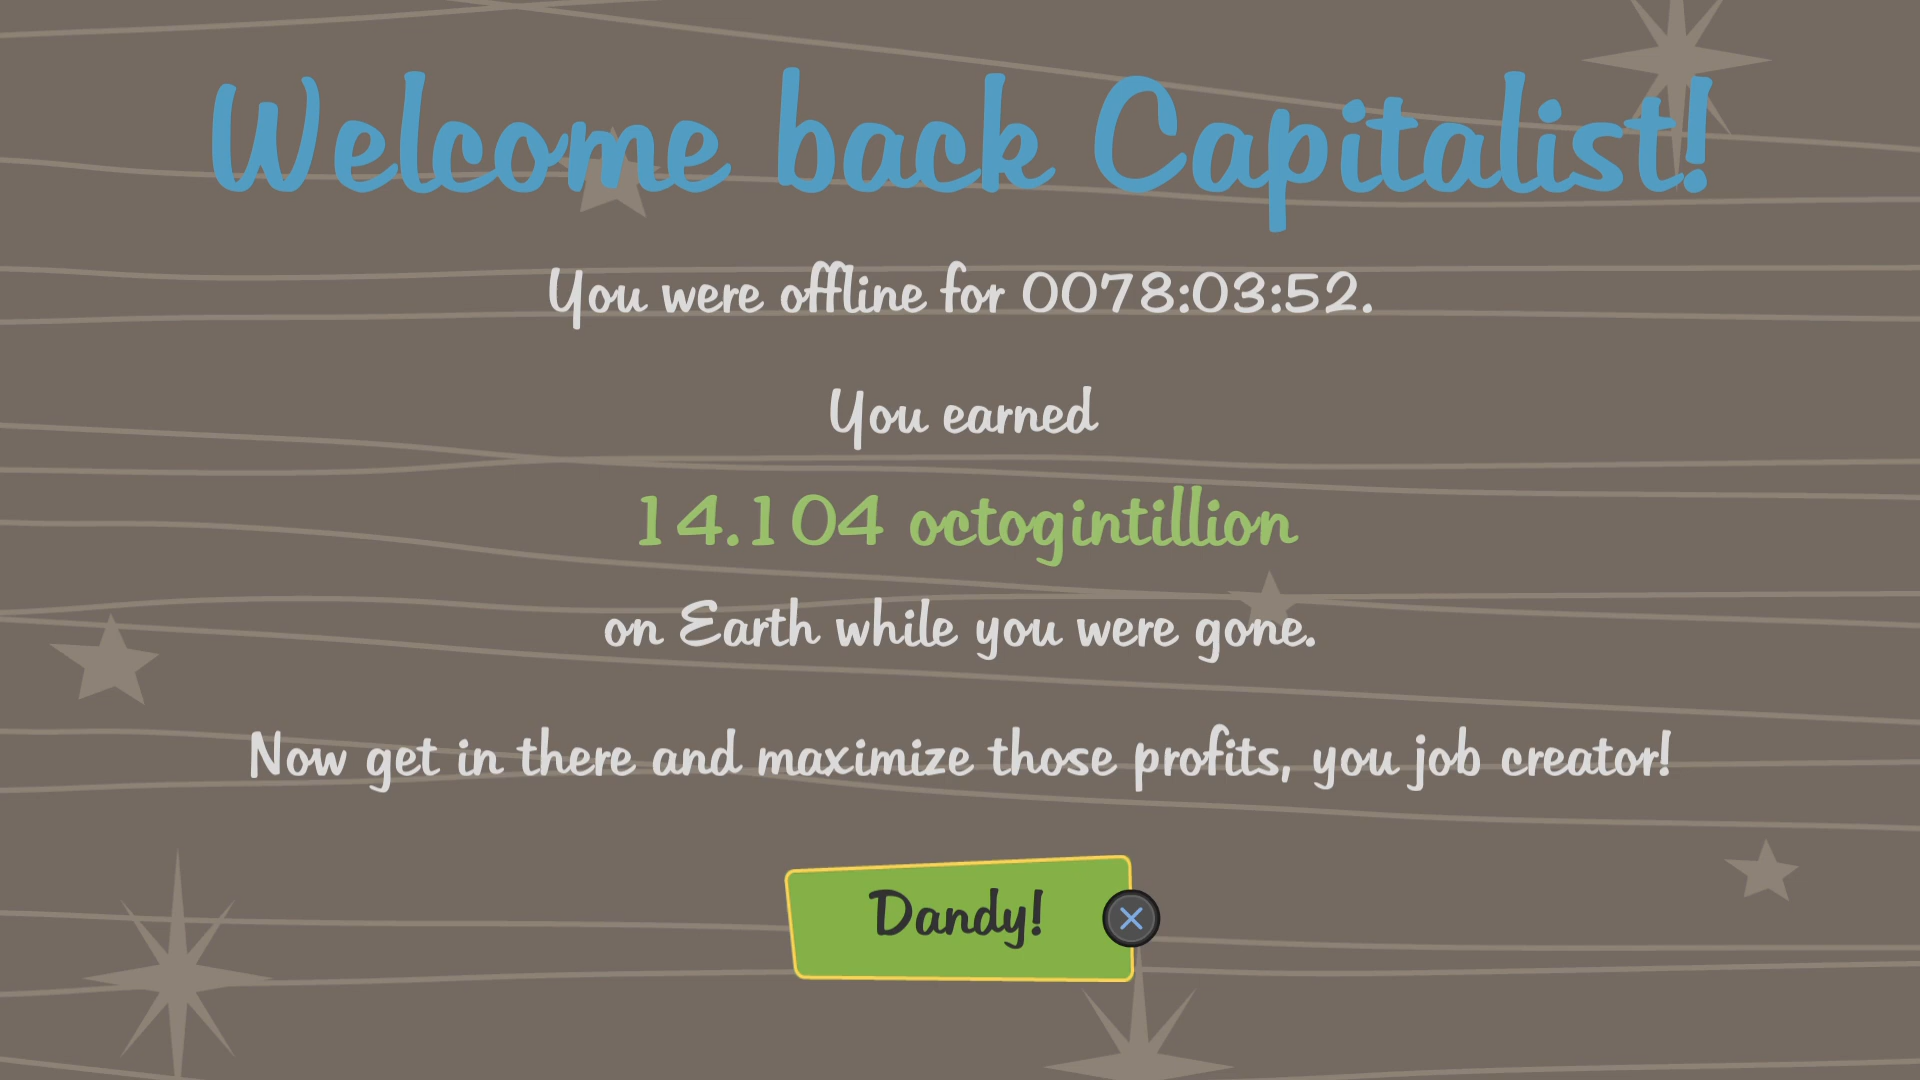 Welcome back Capitalist!
You were offline for 0078:03:52.
You earned
14.104 octogintillion
on Earth while you were gone.
Now get in there and maximize those profits, you job creator!
Dandy!